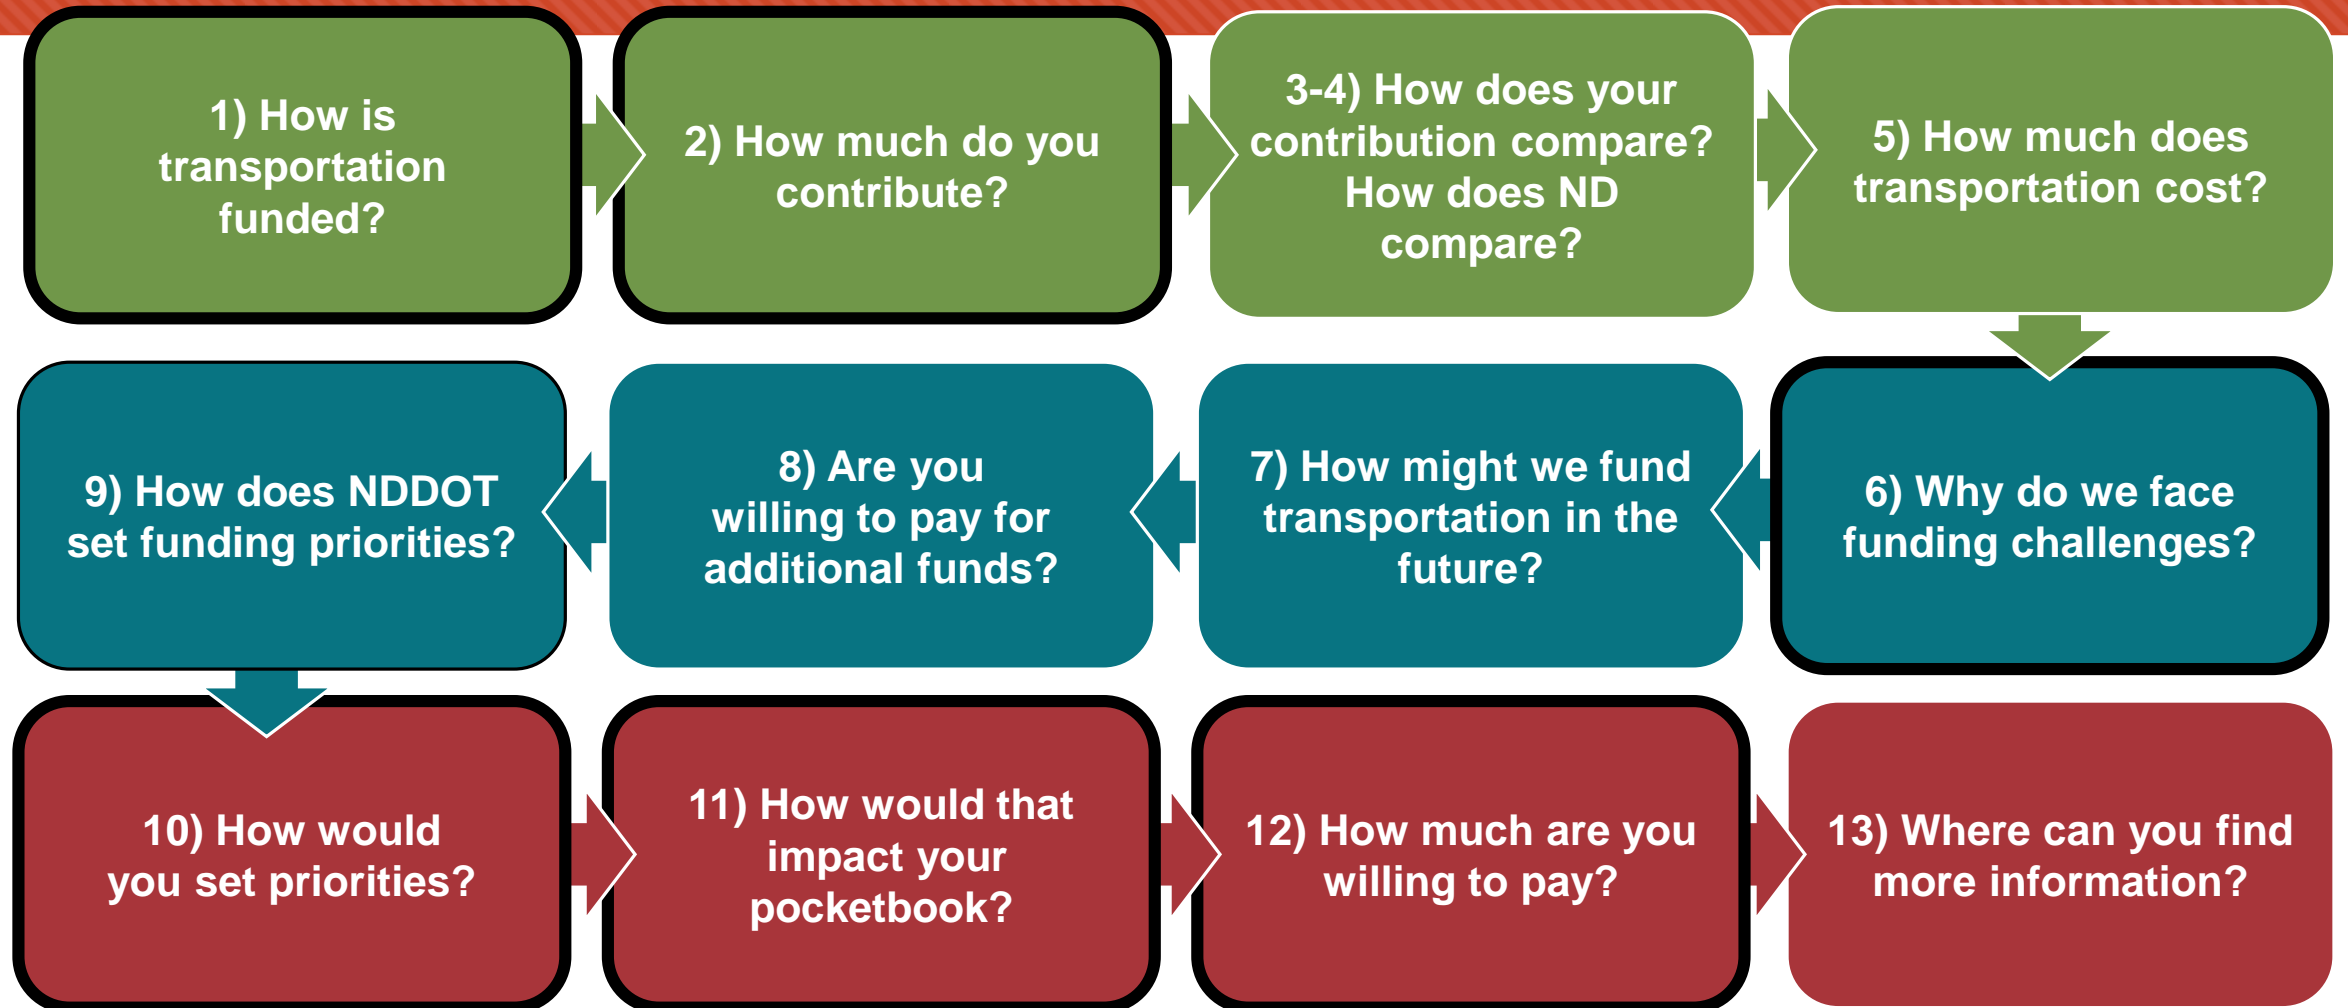 1) How is
transportation
funded?
2) How much do you
contribute?
3-4) How does your
contribution compare?
How does ND
compare?
5) How much does
transportation cost?
6) Why do we face
funding challenges?
7) How might we fund
transportation in the
future?
8) Are you
willing to pay for
additional funds?
9) How does NDDOT
set funding priorities?
10) How would
you set priorities?
11) How would that
impact your
pocketbook?
12) How much are you
willing to pay?
13) Where can you find
more information?